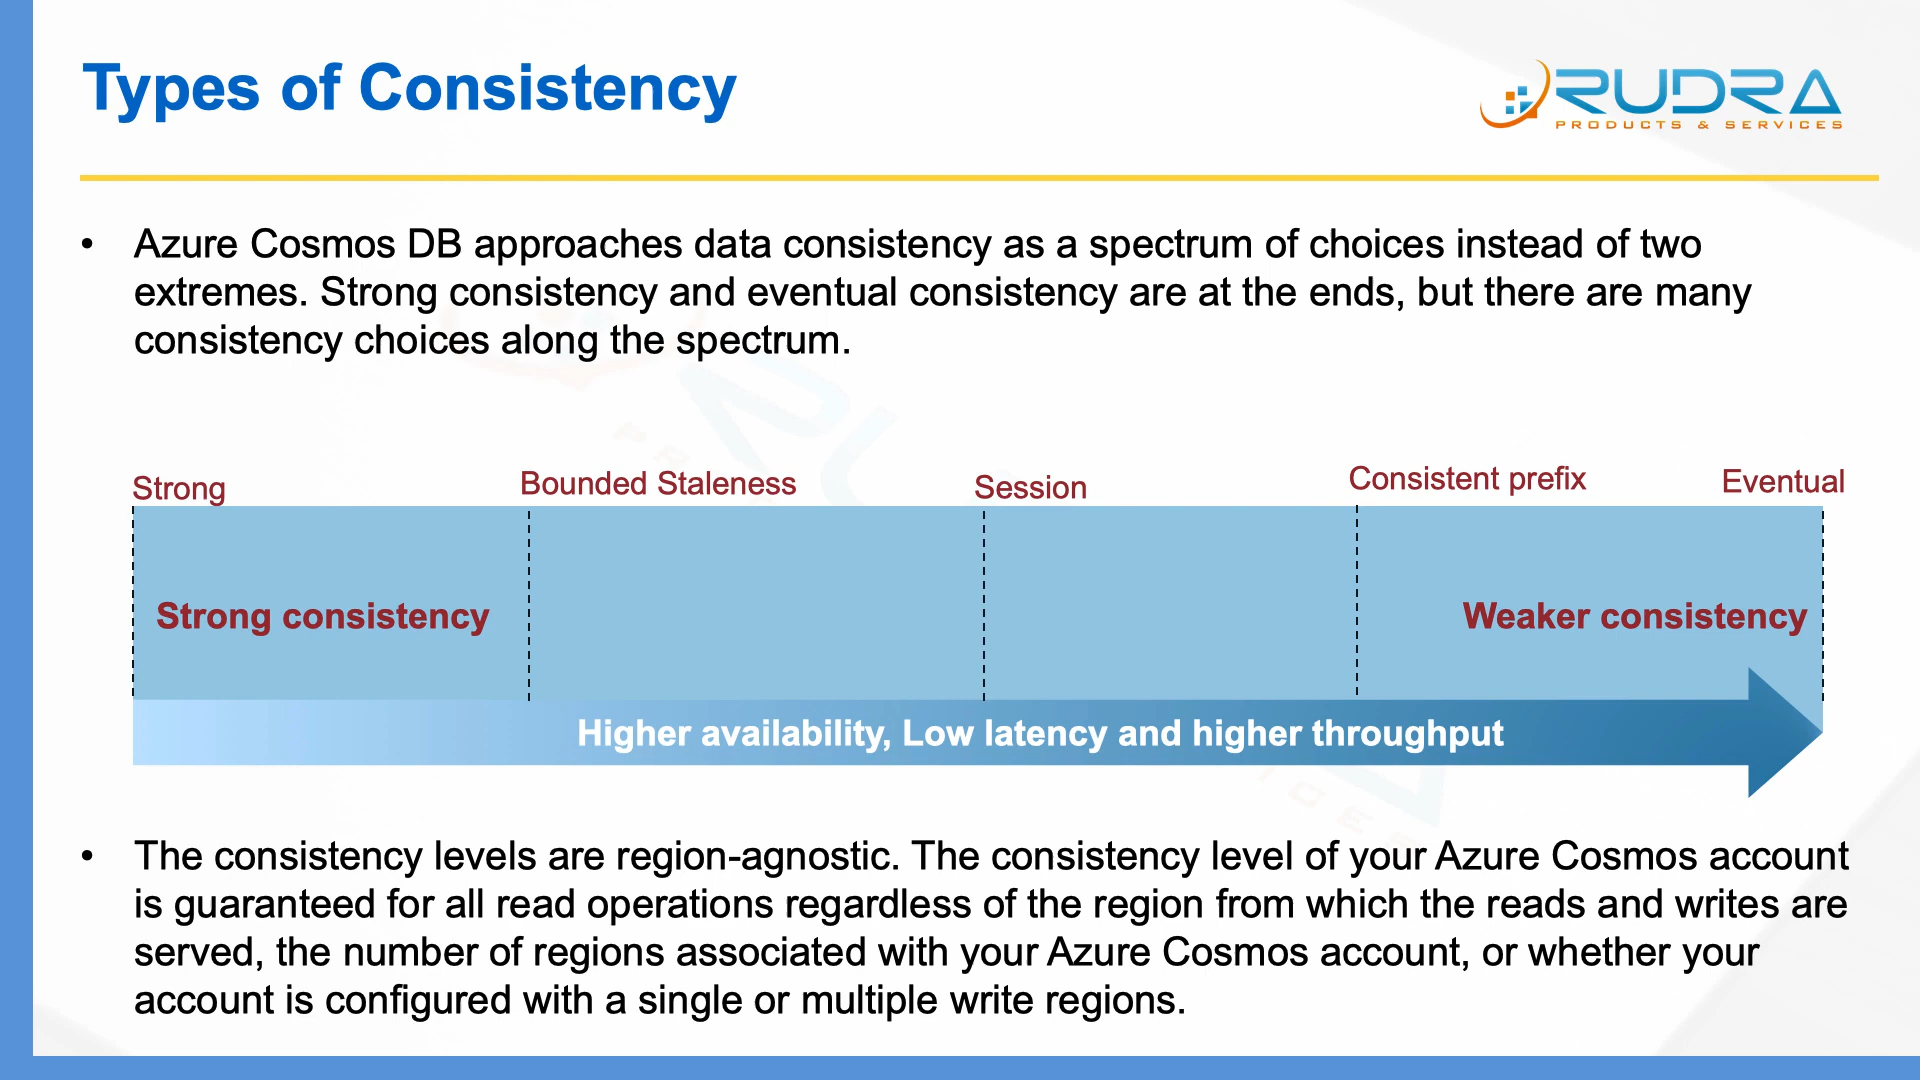 Types of Consistency
RUDRA
PRODUCTS & SERVICES
• Azure Cosmos DB approaches data consistency as a spectrum of choices instead of two
extremes. Strong consistency and eventual consistency are at the ends, but there are many
consistency choices along the spectrum.
Strong
Bounded Staleness
Session
Consistent prefix
Eventual
Strong consistency
Weaker consistency
Higher availability, Low latency and higher throughput
• The consistency levels are region-agnostic. The consistency level of your Azure Cosmos account
is guaranteed for all read operations regardless of the region from which the reads and writes are
served, the number of regions associated with your Azure Cosmos account, or whether your
account is configured with a single or multiple write regions.